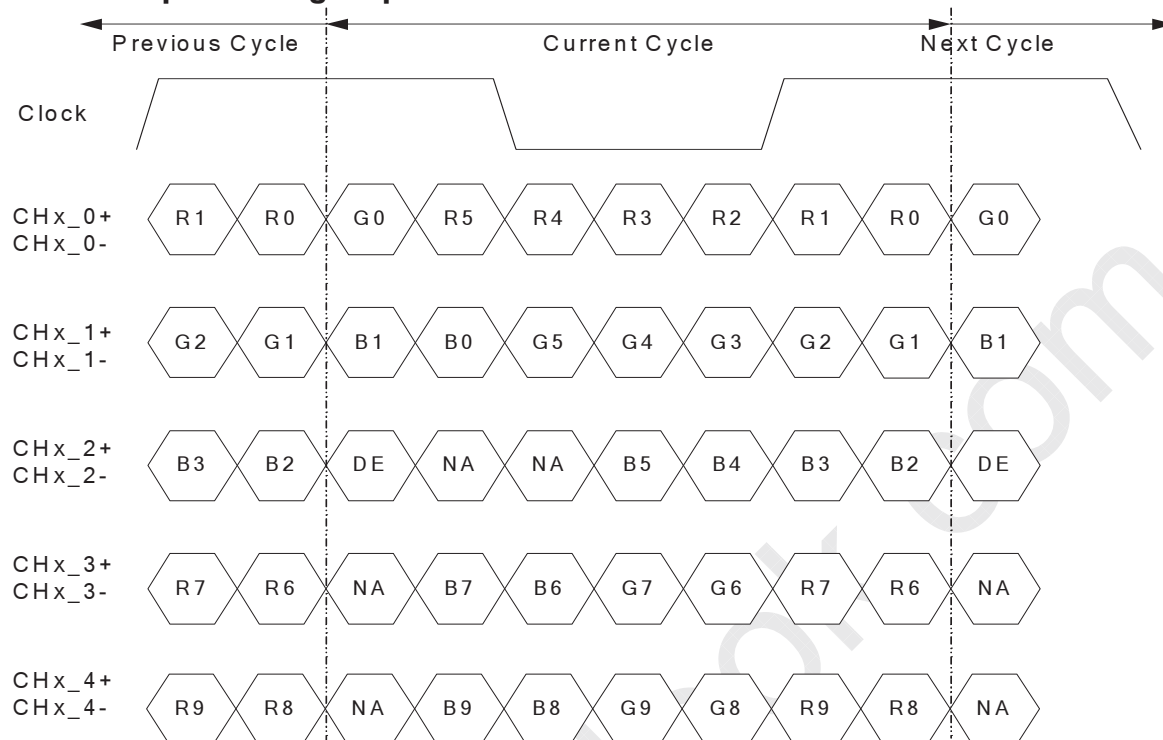 Previous Cycle Current Cycle Next Cycle
Clock
CHx_0+
CHx_0-
R1 R0 G0 R5 R4 R3 R2 R1 R0 G0
CHx_1+
CHx_1-
G2 G1 B1 B0 G5 G4 G3 G2 G1 B1
CHx_2+
CHx_2-
B3 B2 DE NA NA B5 B4 B3 B2 DE
CHx_3+
CHx_3-
R7 R6 NA B7 B6 G7 G6 R7 R6 NA
CHx_4+
CHx_4-
R9 R8 NA B9 B8 G9 G8 R9 R8 NA